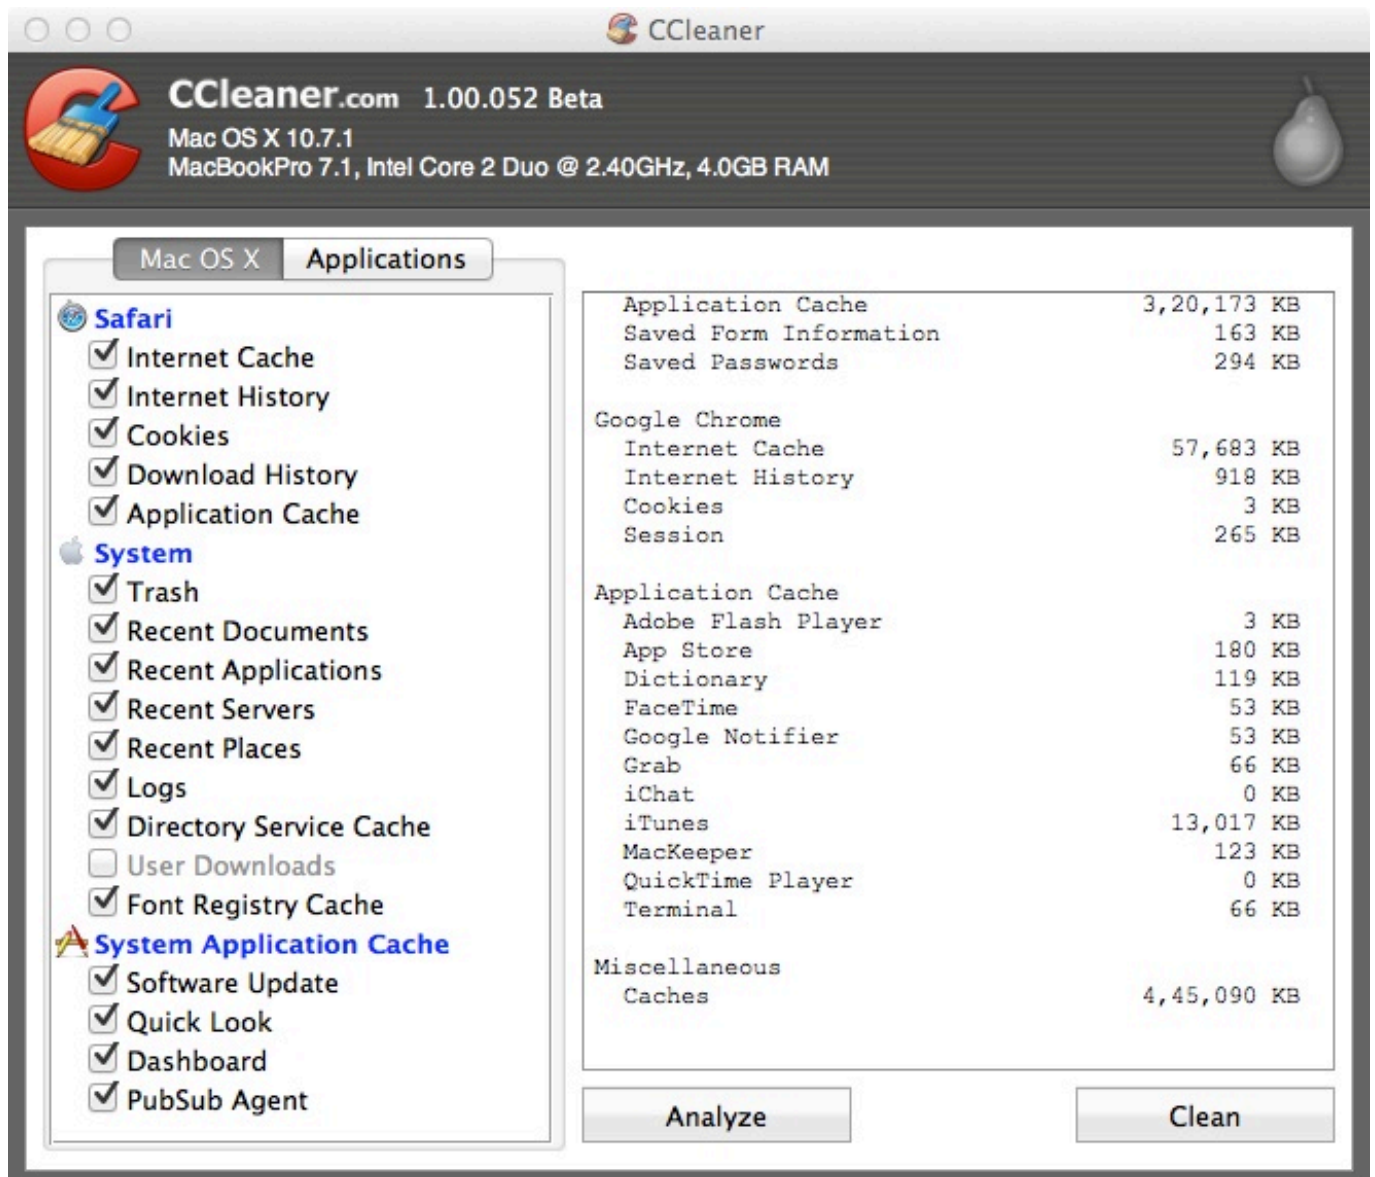 CCleaner
CCleaner.com 1.00.052 Beta
Mac OS X 10.7.1
MacBookPro 7.1, Intel Core 2 Duo @ 2.40GHz, 4.0GB RAM
Mac OS X Applications
Safari
Internet Cache
Internet History
Cookies
Download History
Application Cache
System
Trash
Recent Documents
Recent Applications
Recent Servers
Recent Places
Logs
Directory Service Cache
User Downloads
Font Registry Cache
System Application Cache
Software Update
Quick Look
Dashboard
PubSub Agent
Application Cache 3,20,173 KB
Saved Form Information 163 KB
Saved Passwords 294 KB
Google Chrome
Internet Cache 57,683 KB
Internet History 918 KB
Cookies 3 KB
Session 265 KB
Application Cache
Adobe Flash Player 3 KB
App Store 180 KB
Dictionary 119 KB
FaceTime 53 KB
Google Notifier 53 KB
Grab 66 KB
iChat 0 KB
iTunes 13,017 KB
MacKeeper 123 KB
QuickTime Player 0 KB
Terminal 66 KB
Miscellaneous
Caches 4,45,090 KB
Analyze Clean